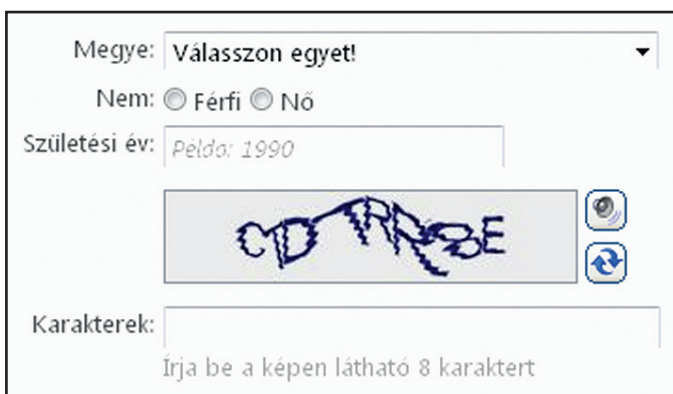 Megye: Válasszon egyet!
Nem: Férfi Nő
Születési év: Példa: 1990
Karakterek:
Írja be a képen látható 8 karaktert